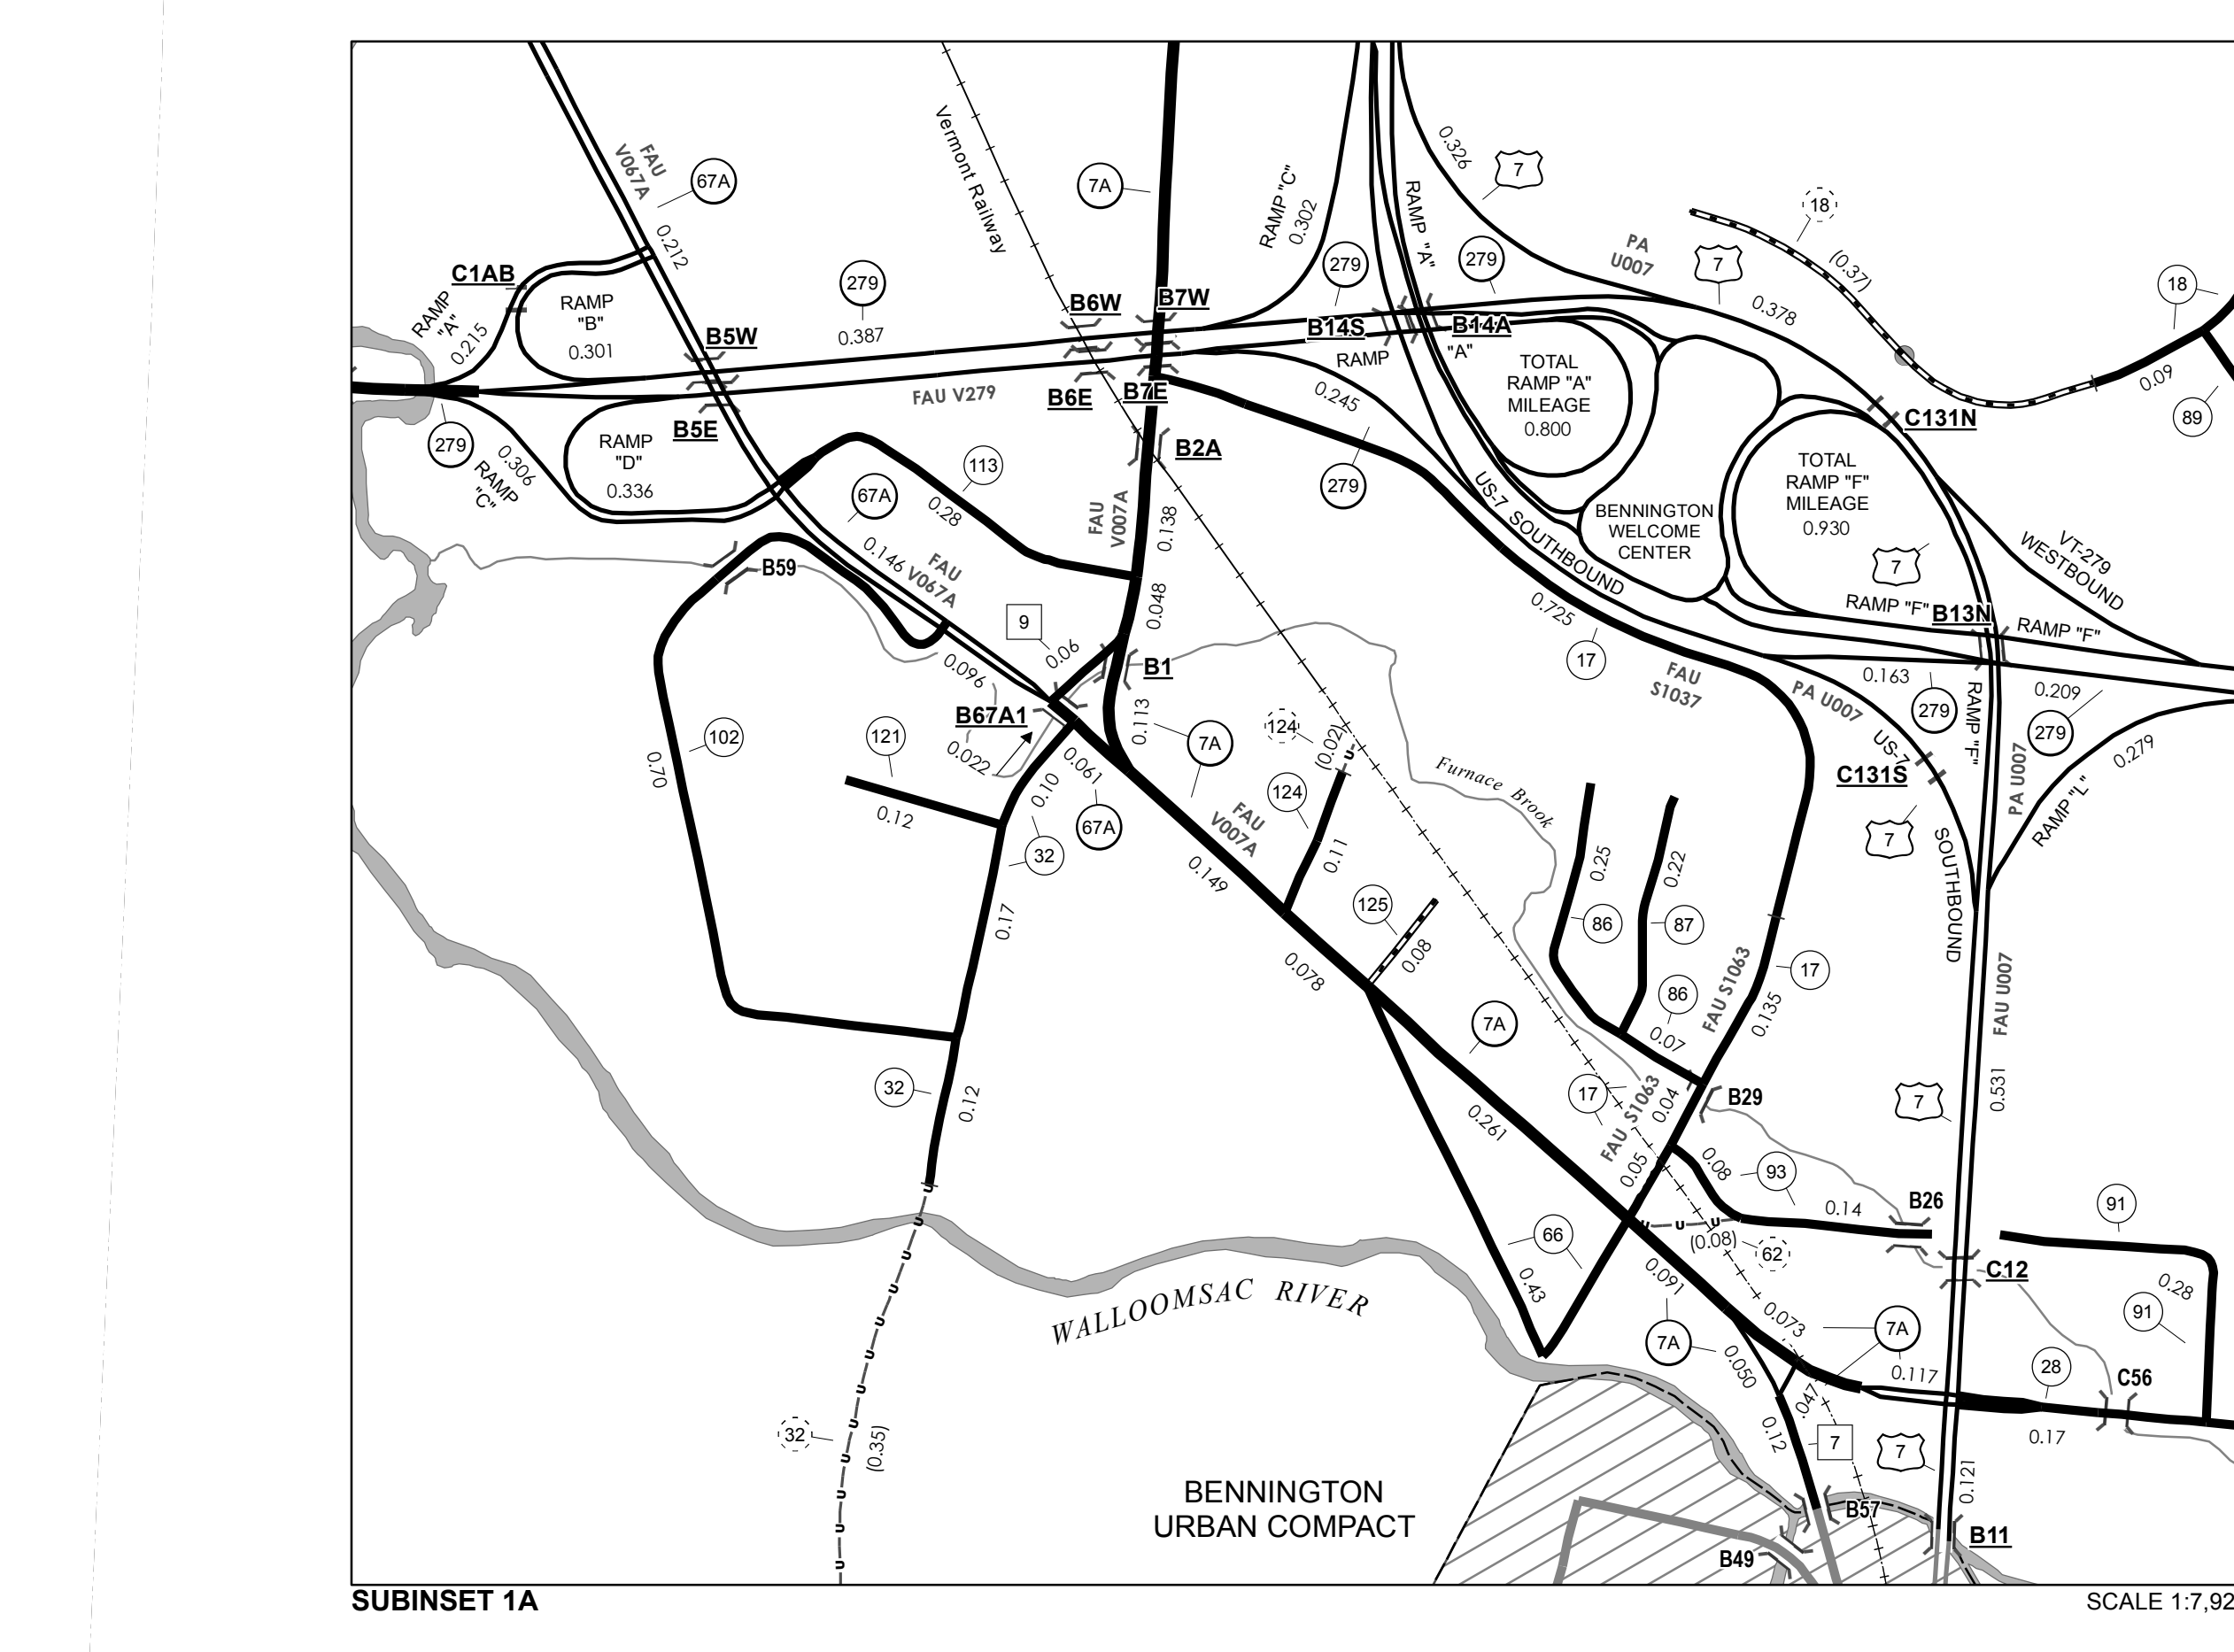 FAU
V067A
67A
0.212
Vermont Railway
7A
RAMP "C"
0.302
0.326
7
RAMP "A"
PA
U007
7
0.378
18
(0.37)
18
0.09
89
279
279
279
0.387
C1AB
RAMP
"A"
0.215
RAMP
"B"
0.301
B5W
B6W
B7W
B14S
B14A
RAMP
"A"
FAU V279
B6E
B7E
B5E
0.245
TOTAL
RAMP "A"
MILEAGE
0.800
C131N
279
0.306
RAMP
"C"
RAMP
"D"
0.336
B2A
113
0.28
67A
279
TOTAL
RAMP "F"
MILEAGE
0.930
BENNINGTON
WELCOME
CENTER
US-7 SOUTHBOUND
FAU
V007A
0.138
VT-279
WESTBOUND
7
B59
0.146
FAU
V067A
0.048
0.725
17
RAMP "F"
B13N
RAMP "F"
9
0.06
B1
0.096
FAU
S1037
PA U007
0.163
279
RAMP "F"
0.209
279
B67A1
0.022
0.113
7A
124
(0.02)
102
0.70
121
0.12
0.10
0.061
67A
32
Furnace Brook
US-7
C131S
7
SOUTHBOUND
PA U007
0.279
RAMP "L"
FAU
V007A
124
0.11
0.149
0.25
0.22
86
87
125
0.08
0.17
0.078
FAU S1063
17
0.135
86
0.07
FAU U007
7A
32
0.12
17
FAU S1063
0.04
B29
7
0.531
0.261
0.05
0.08
93
0.14
B26
91
66
(0.08)
62
C12
0.43
0.091
0.28
91
WALLOOMSAC RIVER
0.073
7A
7A
0.050
0.117
28
C56
.047
0.12
7
7
0.17
32
(0.35)
0.121
BENNINGTON
URBAN COMPACT
B57
B49
B11
SUBINSET 1A
SCALE 1:7,92